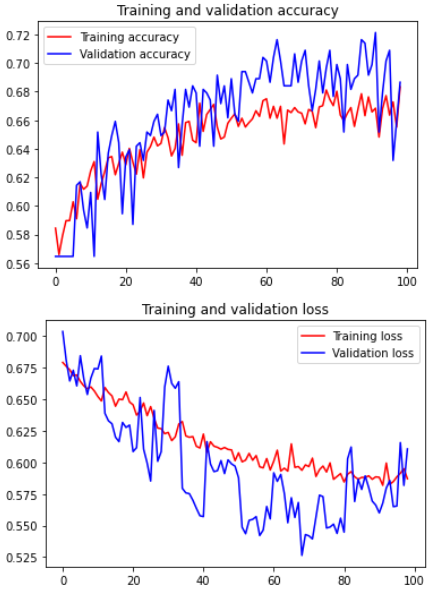 Training and validation accuracy
0.72
0.70
0.68
0.66
0.64
0.62
0.60
0.58
0.56
Training accuracy
Validation accuracy
0 20 40 60 80 100
Training and validation loss
0.700
0.675
0.650
0.625
0.600
0.575
0.550
0.525
Training loss
Validation loss
0 20 40 60 80 100